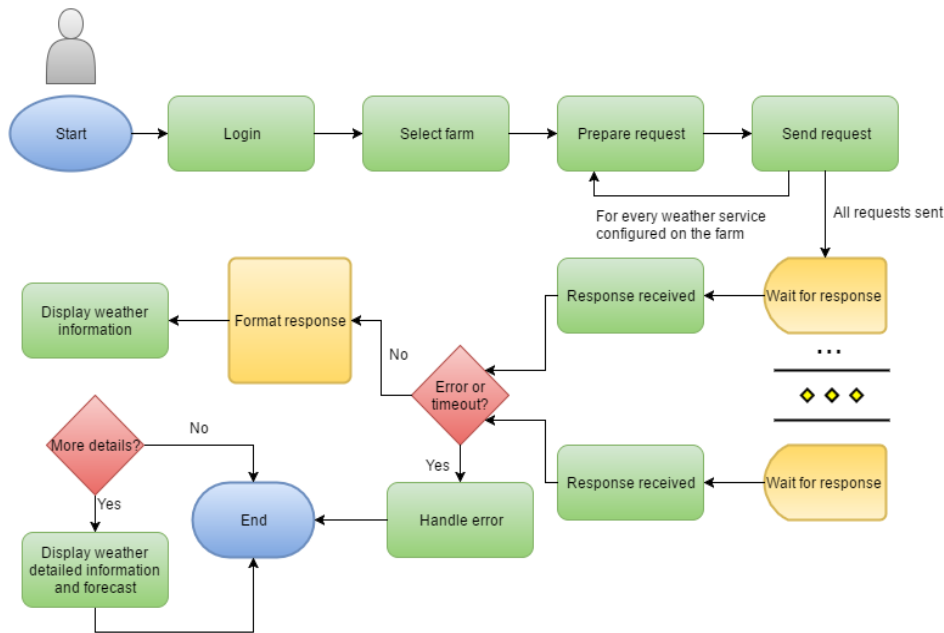 Start
Login
Select farm
Prepare request
Send request
For every weather service
configured on the farm
All requests sent
Display weather
information
Format response
Response received
Wait for response
No
Error or
timeout?
...
More details?
No
Yes
Response received
Wait for response
Yes
End
Handle error
Display weather
detailed information
and forecast